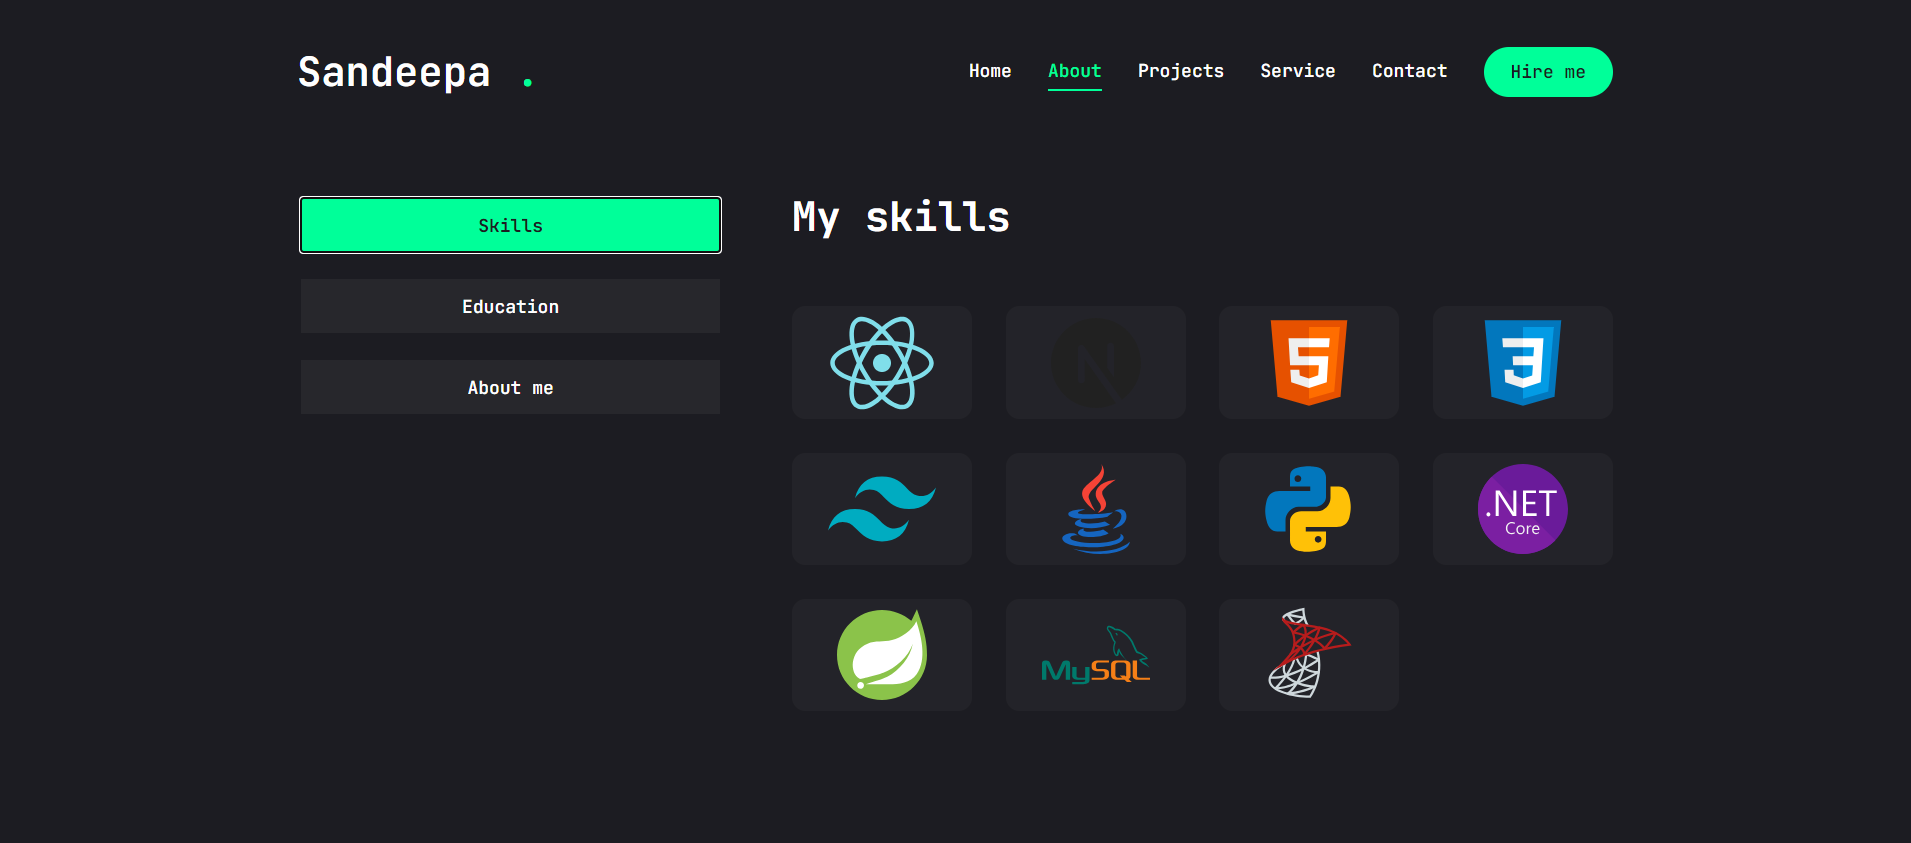 Sandeepa .
Home
About
Projects
Service
Contact
Hire me
Skills
Education
About me
My skills
N
5
3
.NET
Core
MySQL